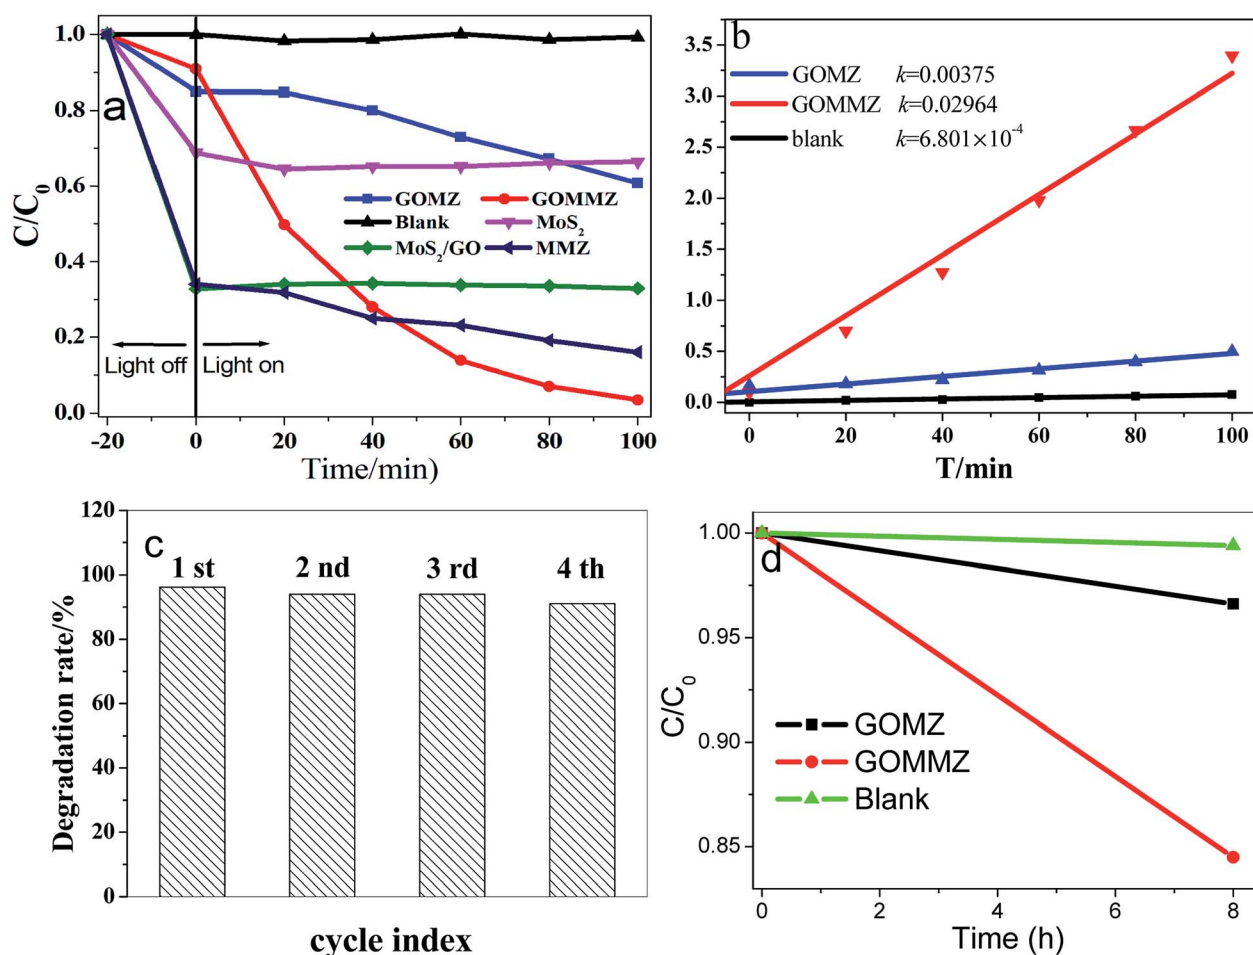 1.0
0.8
0.6
0.4
0.2
0.0
C/C0
a
GOMZ GOMMZ
Blank MoS2
MoS2/GO MMZ
Light off Light on
-20 0 20 40 60 80 100
Time/min)
b
3.5
3.0
2.5
2.0
1.5
1.0
0.5
0.0
GOMZ k=0.00375
GOMMZ k=0.02964
blank k=6.801×10-4
0 20 40 60 80 100
T/min
120
100
80
60
40
20
0
Degradation rate/%
c
1 st 2 nd 3 rd 4 th
cycle index
1.00
0.95
0.90
0.85
C/C0
d
GOMZ
GOMMZ
Blank
0 2 4 6 8
Time (h)